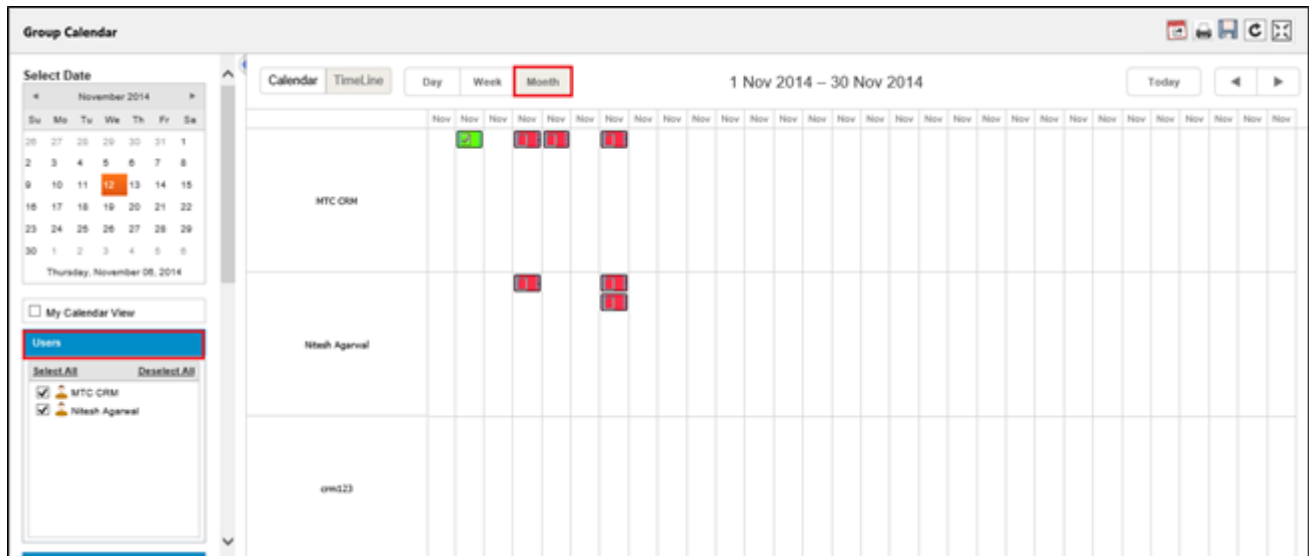 Group Calendar
Select Date
November 2014
Su Mo Tu We Th Fr Sa
26 27 28 29 30 31 1
2 3 4 5 6 7 8
9 10 11 12 13 14 15
16 17 18 19 20 21 22
23 24 25 26 27 28 29
30 1 2 3 4 5 6
Thursday, November 06, 2014
My Calendar View
Users
Select All Deselect All
MTC CRM
Nitesh Agarwal
Calendar TimeLine Day Week Month 1 Nov 2014 – 30 Nov 2014 Today
Nov Nov Nov Nov Nov Nov Nov Nov Nov Nov Nov Nov Nov Nov Nov Nov Nov Nov Nov Nov Nov Nov Nov Nov Nov Nov Nov Nov Nov Nov
MTC CRM
Nitesh Agarwal
crm123